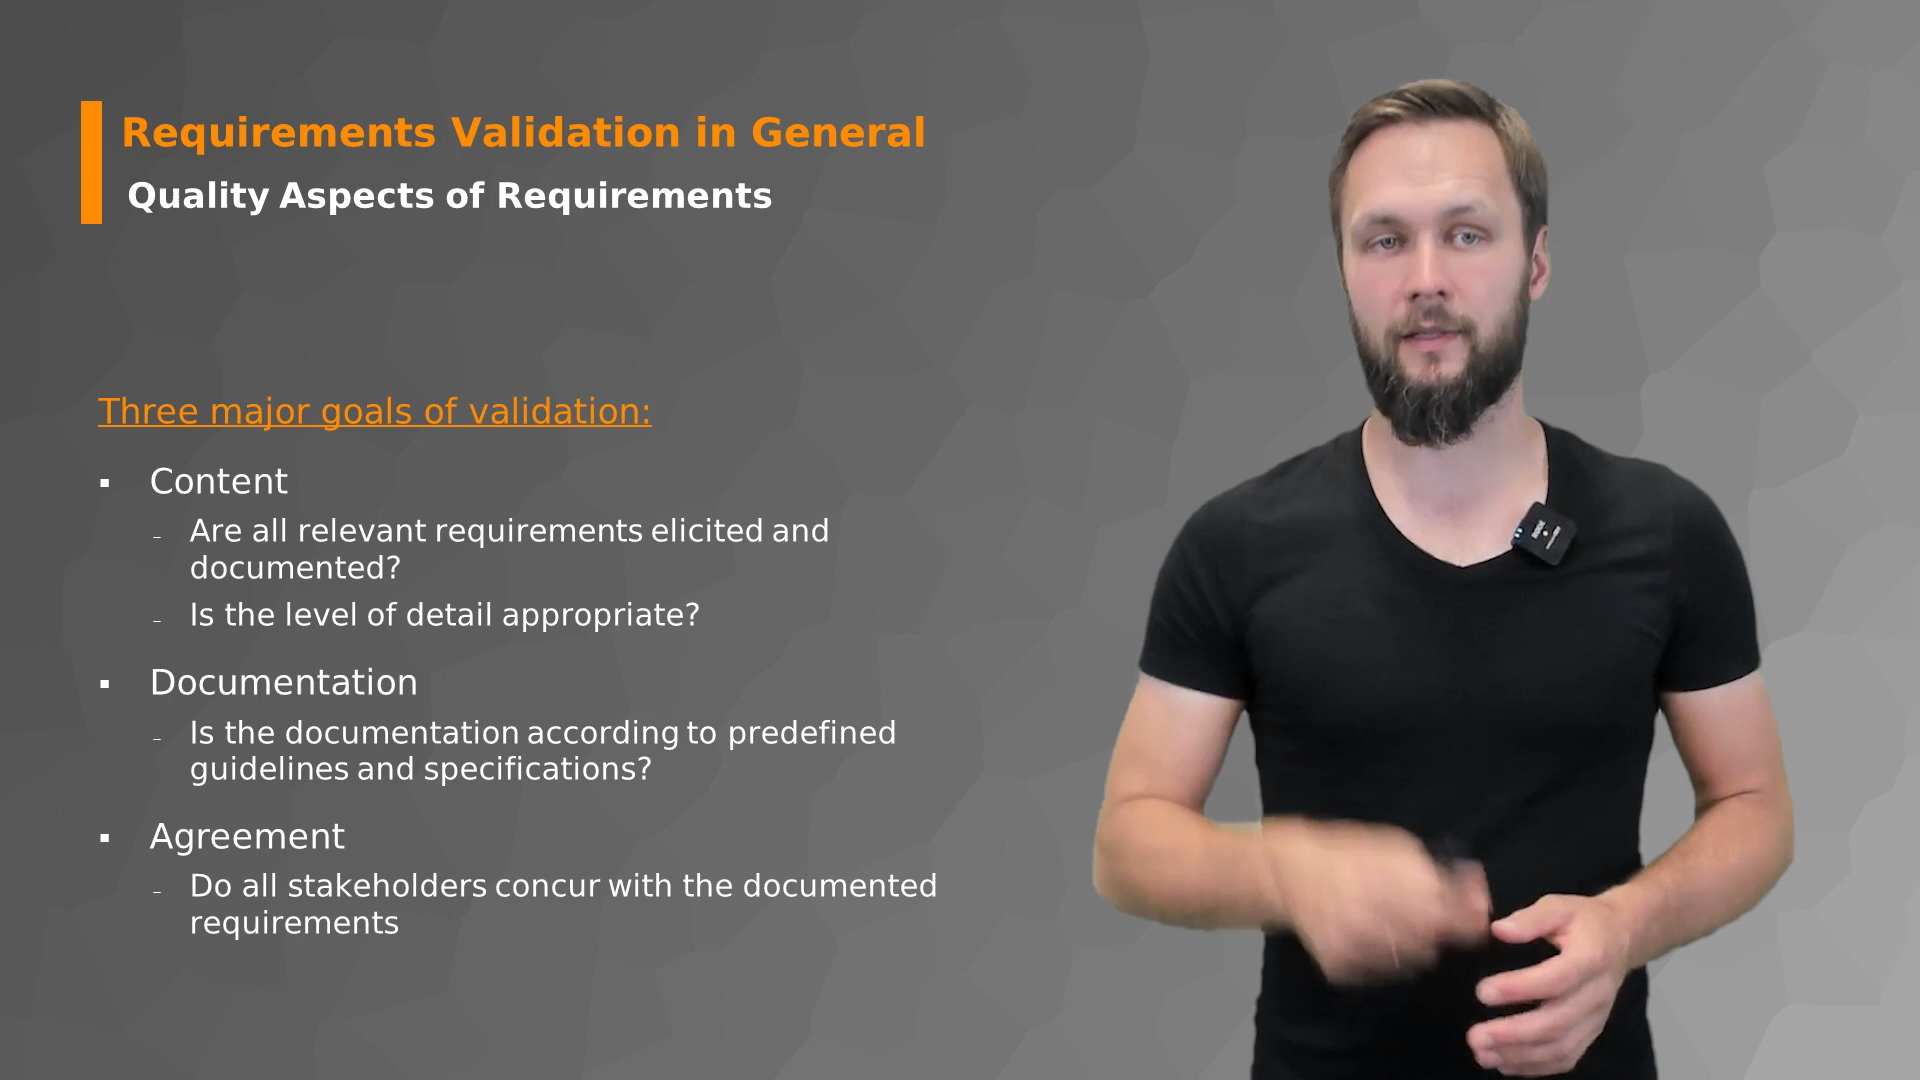 Requirements Validation in General
Quality Aspects of Requirements
Three major goals of validation:
▪ Content
- Are all relevant requirements elicited and
documented?
- Is the level of detail appropriate?
▪ Documentation
- Is the documentation according to predefined
guidelines and specifications?
▪ Agreement
- Do all stakeholders concur with the documented
requirements